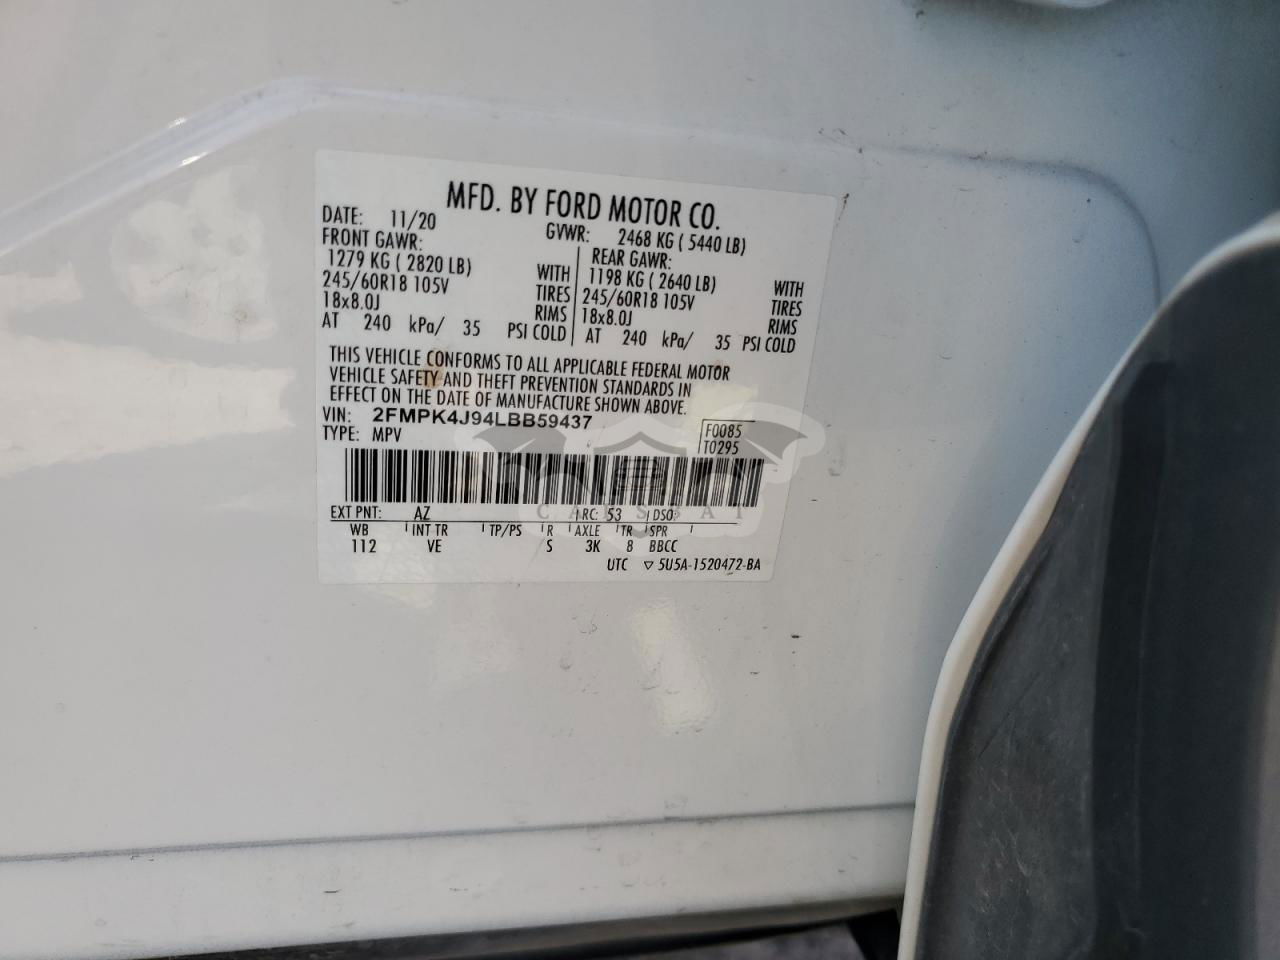 MFD. BY FORD MOTOR CO.
DATE: 11/20 GVWR: 2468 KG ( 5440 LB)
FRONT GAWR: REAR GAWR:
1279 KG ( 2820 LB) WITH 1198 KG ( 2640 LB) WITH
245/60R18 105V TIRES 245/60R18 105V TIRES
18x8.0J RIMS 18x8.0J RIMS
AT 240 kPa/ 35 PSI COLD AT 240 kPa/ 35 PSI COLD
THIS VEHICLE CONFORMS TO ALL APPLICABLE FEDERAL MOTOR
VEHICLE SAFETY AND THEFT PREVENTION STANDARDS IN
EFFECT ON THE DATE OF MANUFACTURE SHOWN ABOVE.
VIN: 2FMPK4J94LBB59437 F0085
TYPE: MPV T0295
EXT PNT: AZ RC: 53 DSO:
WB INT TR TP/PS R AXLE TR SPR
112 VE S 3K 8 BBCC
UTC ▽ 5U5A-1520472-BA